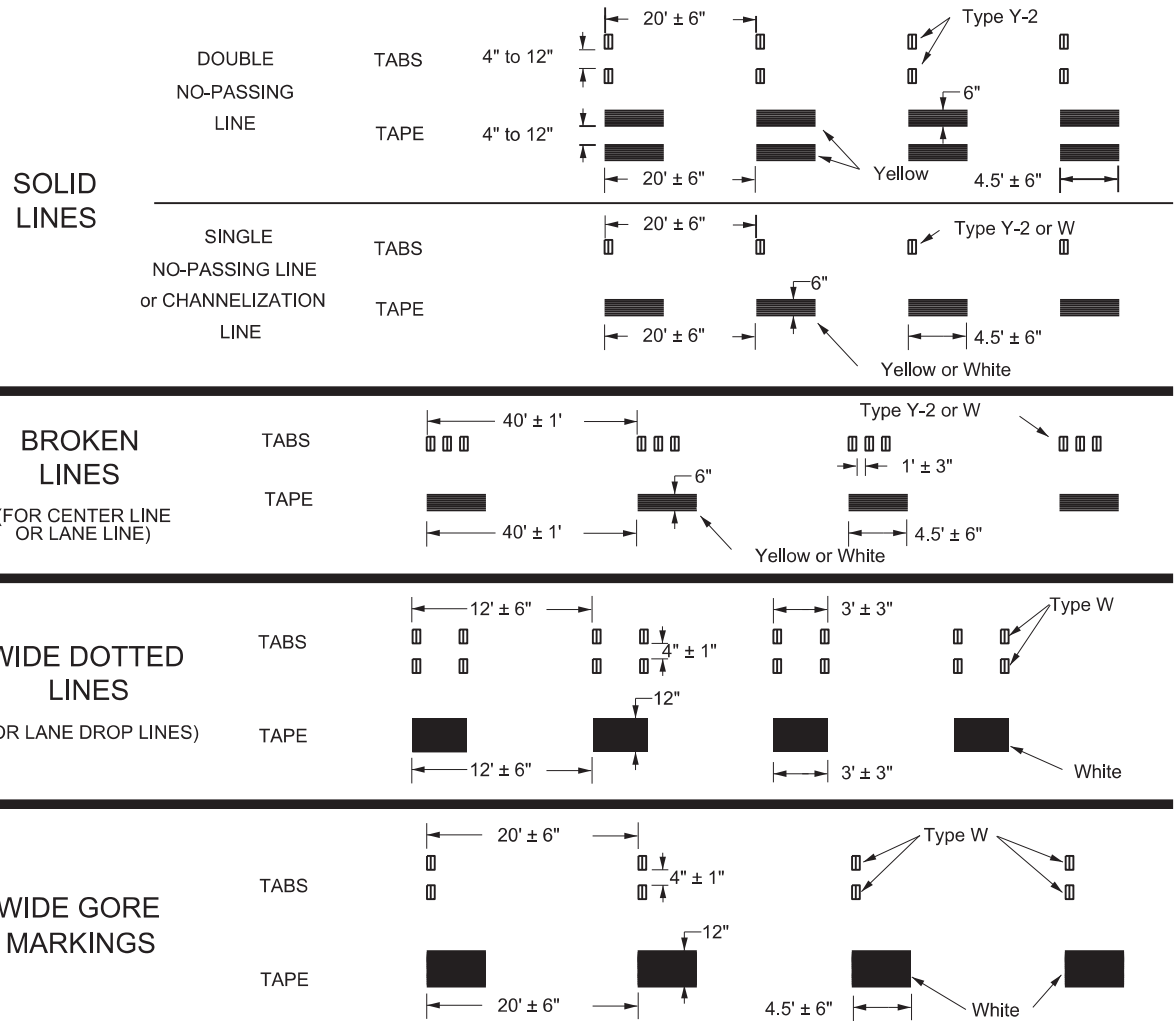 SOLID
LINES
DOUBLE
NO-PASSING
LINE
TABS
4" to 12"
20' ± 6"
Type Y-2
TAPE
4" to 12"
6"
Yellow
20' ± 6"
4.5' ± 6"
SINGLE
NO-PASSING LINE
or CHANNELIZATION
LINE
TABS
20' ± 6"
Type Y-2 or W
TAPE
6"
20' ± 6"
4.5' ± 6"
Yellow or White
BROKEN
LINES
(FOR CENTER LINE
OR LANE LINE)
TABS
40' ± 1'
Type Y-2 or W
1' ± 3"
TAPE
6"
40' ± 1'
4.5' ± 6"
Yellow or White
WIDE DOTTED
LINES
OR LANE DROP LINES)
TABS
12' ± 6"
3' ± 3"
Type W
4" ± 1"
TAPE
12"
12' ± 6"
3' ± 3"
White
WIDE GORE
MARKINGS
TABS
20' ± 6"
Type W
4" ± 1"
TAPE
12"
20' ± 6"
4.5' ± 6"
White